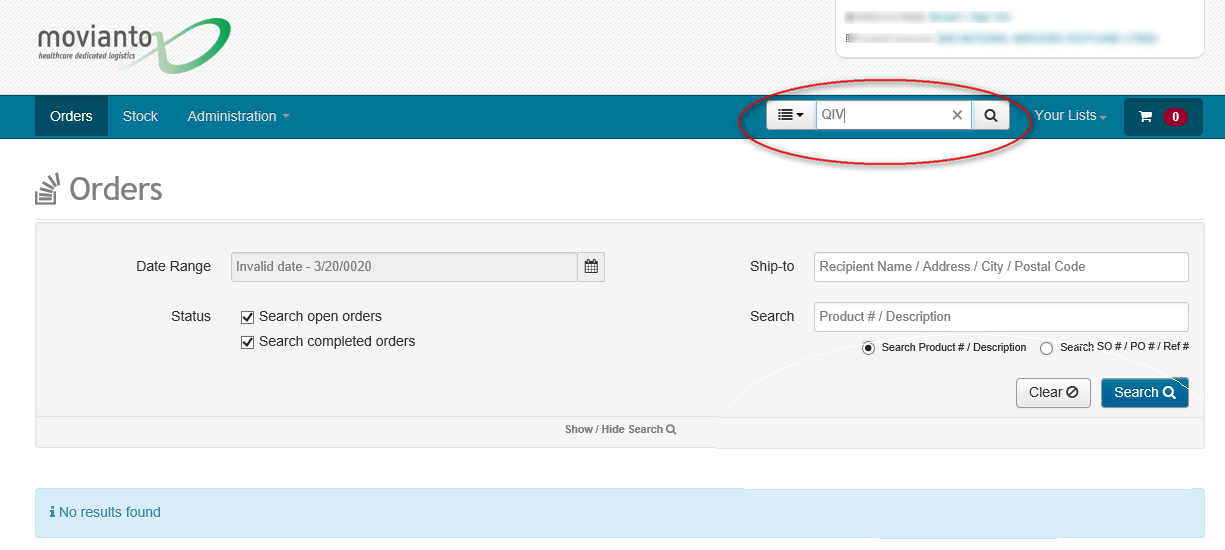 movianto
healthcare dedicated logistics
Orders Stock Administration QIV Your Lists 0
Orders
Date Range Invalid date - 3/20/0020 Ship-to Recipient Name / Address / City / Postal Code
Status Search open orders Search Product # / Description
Search completed orders
Search Product # / Description Search SO # / PO # / Ref #
Clear Search
Show / Hide Search
No results found